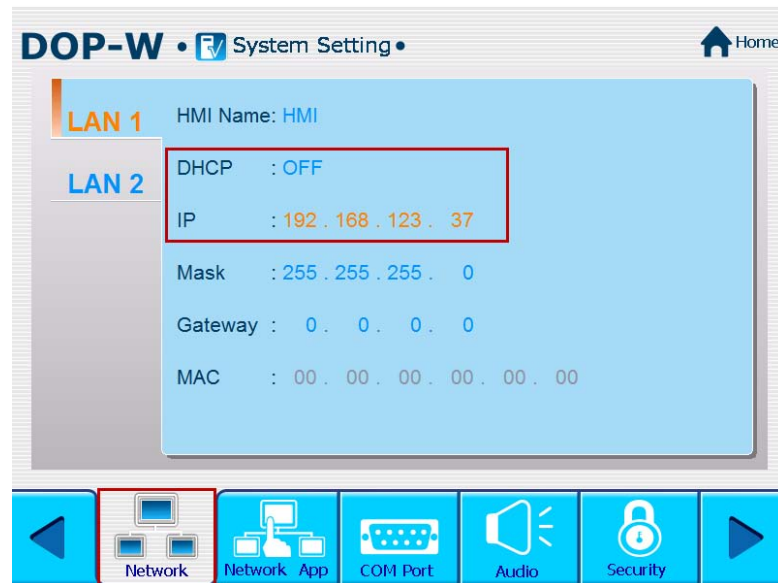 DOP-W • System Setting • Home
LAN 1
LAN 2
HMI Name: HMI
DHCP : OFF
IP : 192 . 168 . 123 . 37
Mask : 255 . 255 . 255 . 0
Gateway : 0 . 0 . 0 . 0
MAC : 00 . 00 . 00 . 00 . 00 . 00
Network
Network App
COM Port
Audio
Security